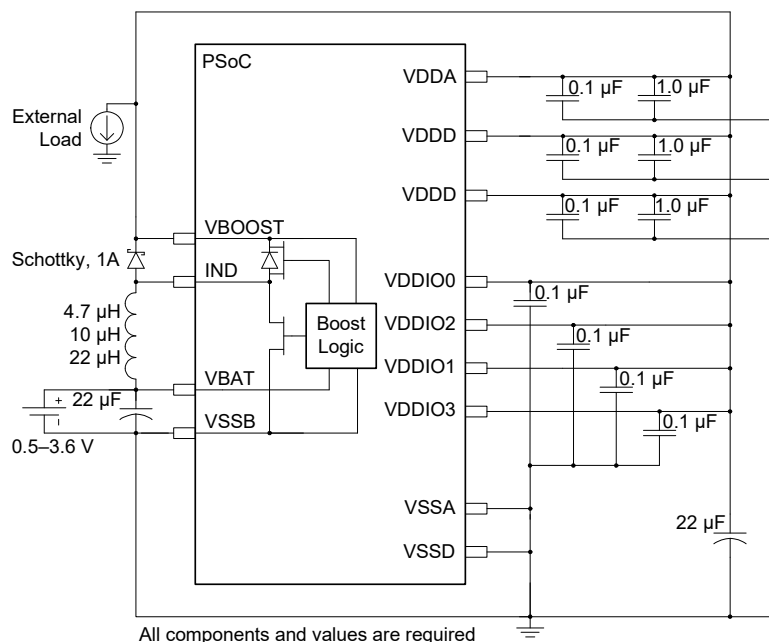 PSoC
VDDA
0.1 µF
1.0 µF
External
Load
VDDD
0.1 µF
1.0 µF
VDDD
0.1 µF
1.0 µF
VBOOST
Schottky, 1A
IND
VDDIO0
0.1 µF
4.7 µH
10 µH
22 µH
Boost
Logic
VDDIO2
0.1 µF
VDDIO1
0.1 µF
VBAT
22 µF
VDDIO3
0.1 µF
+
-
VSSB
0.5–3.6 V
VSSA
22 µF
VSSD
All components and values are required